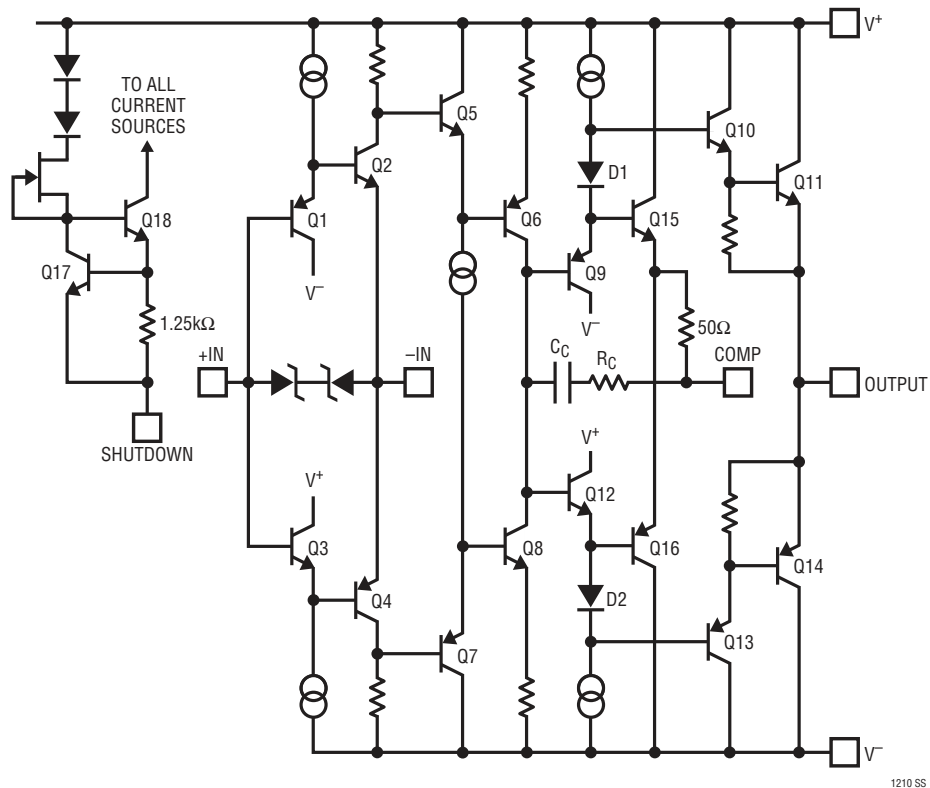 V+
TO ALL
CURRENT
SOURCES
Q5
Q10
Q2
D1
Q11
Q18
Q1
Q6
Q15
Q17
Q9
V–
V–
1.25kΩ
50Ω
+IN
–IN
CC
RC
COMP
OUTPUT
SHUTDOWN
V+
V+
Q12
Q3
Q8
Q16
Q14
Q4
D2
Q7
Q13
V–
1210 SS